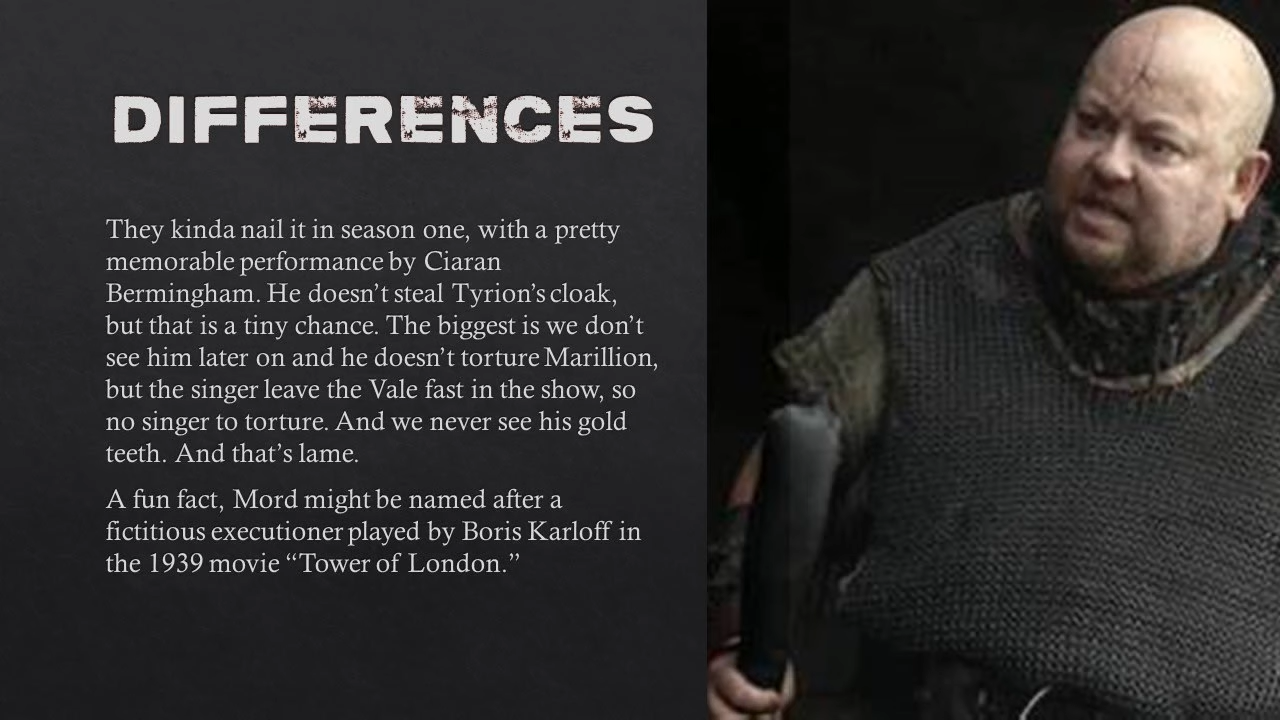 DIFFERENCES
They kinda nail it in season one, with a pretty
memorable performance by Ciaran
Bermingham. He doesn’t steal Tyrion’s cloak,
but that is a tiny chance. The biggest is we don’t
see him later on and he doesn’t torture Marillion,
but the singer leave the Vale fast in the show, so
no singer to torture. And we never see his gold
teeth. And that’s lame.
A fun fact, Mord might be named after a
fictitious executioner played by Boris Karloff in
the 1939 movie “Tower of London.”